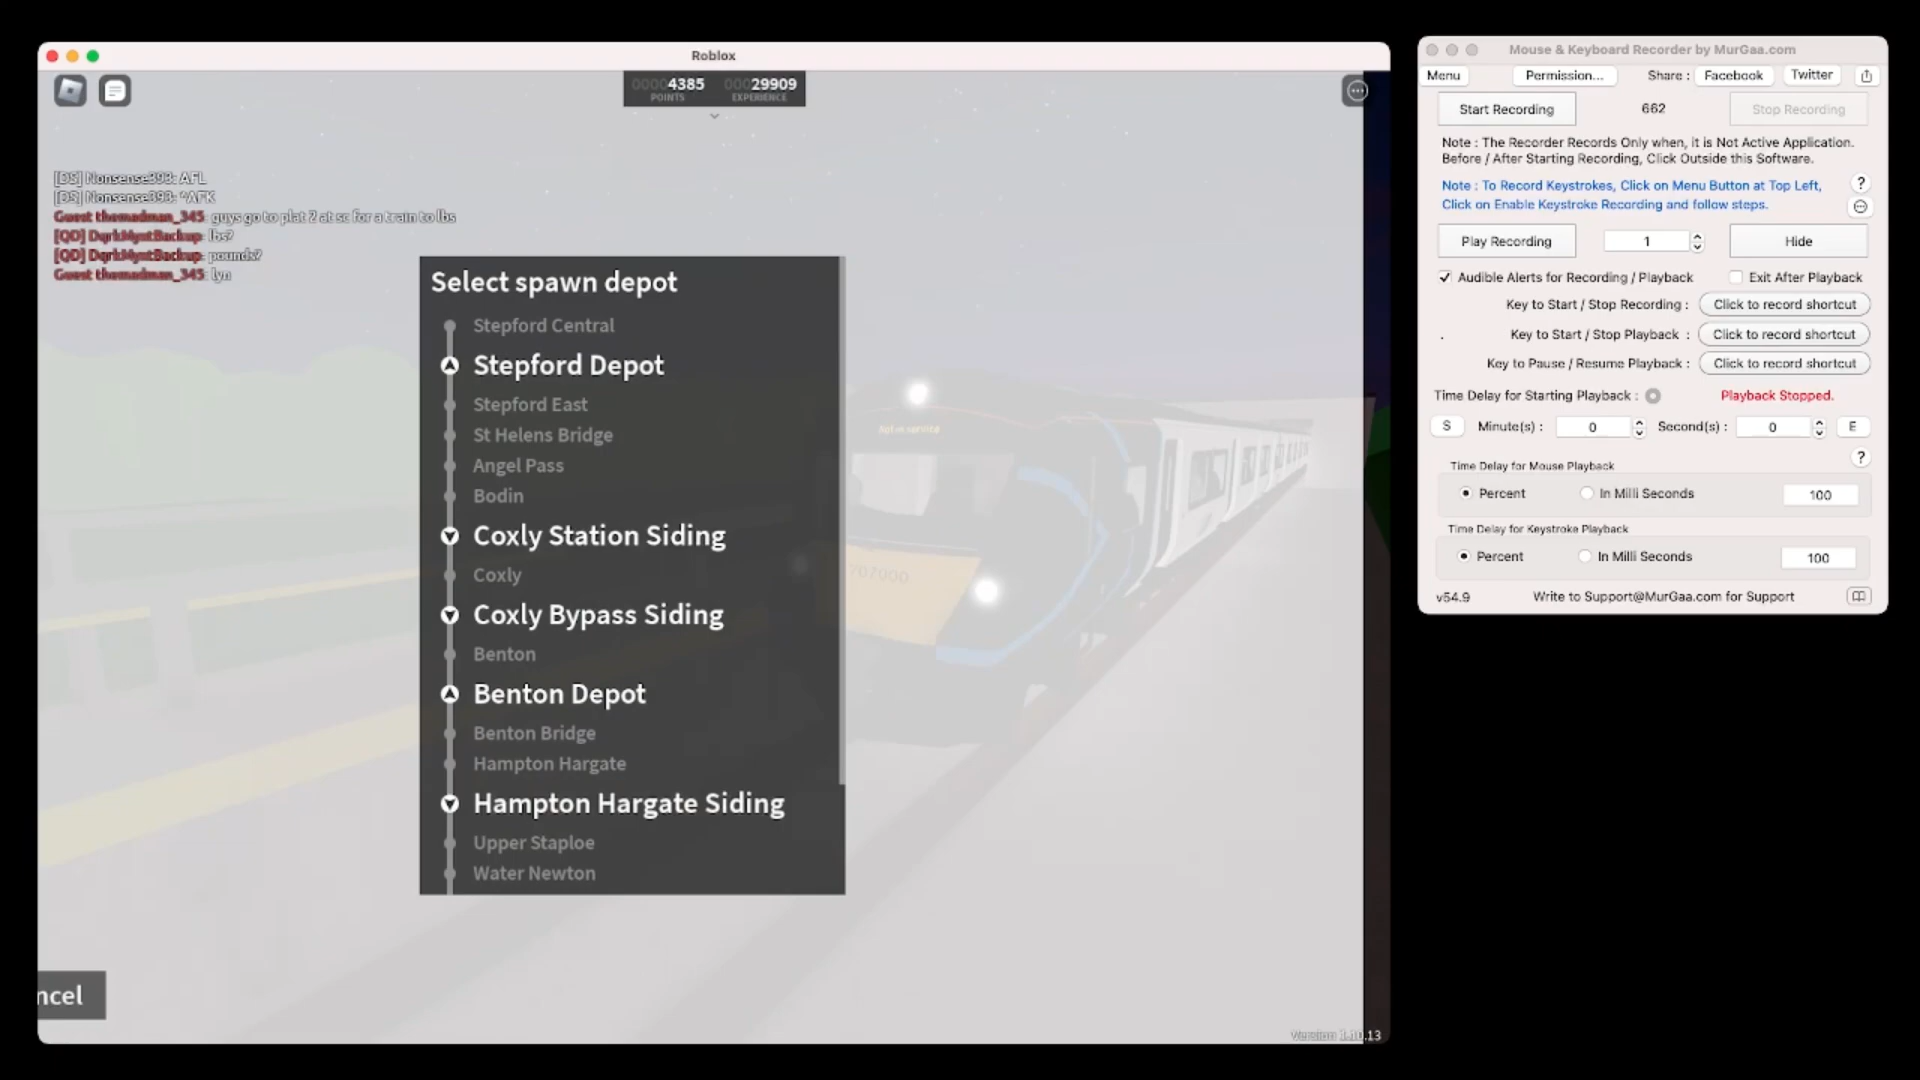 Roblox
00004385 POINTS
00029909 EXPERIENCE
[DS] Nonsense393: AFL
[DS] Nonsense393: ^AFK
Guest themadman_345: guys go to plat 2 at sc for a train to lbs
[QD] DqrkMyntBackup: lbs?
[QD] DqrkMyntBackup: pounds?
Guest themadman_345: lyn
Select spawn depot
Stepford Central
Stepford Depot
Stepford East
St Helens Bridge
Angel Pass
Bodin
Coxly Station Siding
Coxly
Coxly Bypass Siding
Benton
Benton Depot
Benton Bridge
Hampton Hargate
Hampton Hargate Siding
Upper Staploe
Water Newton
Not in service
707000
ncel
Mouse & Keyboard Recorder by MurGaa.com
Menu Permission... Share : Facebook Twitter
Start Recording 662 Stop Recording
Note : The Recorder Records Only when, it is Not Active Application.
Before / After Starting Recording, Click Outside this Software.
Note : To Record Keystrokes, Click on Menu Button at Top Left, ?
Click on Enable Keystroke Recording and follow steps.
Play Recording 1 Hide
Audible Alerts for Recording / Playback Exit After Playback
Key to Start / Stop Recording : Click to record shortcut
. Key to Start / Stop Playback : Click to record shortcut
Key to Pause / Resume Playback : Click to record shortcut
Time Delay for Starting Playback : Playback Stopped.
S Minute(s) : 0 Second(s) : 0 E
Time Delay for Mouse Playback ?
Percent In Milli Seconds 100
Time Delay for Keystroke Playback
Percent In Milli Seconds 100
v54.9 Write to Support@MurGaa.com for Support